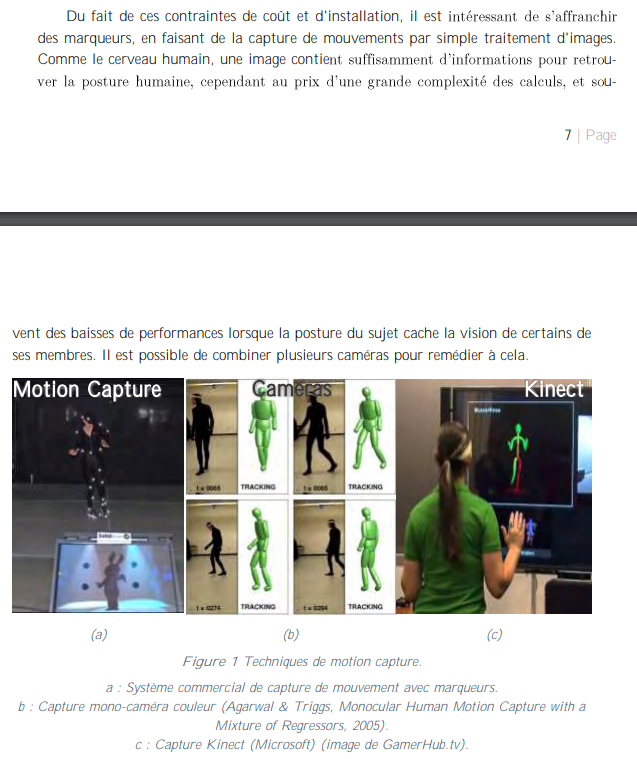 Du fait de ces contraintes de coût et d'installation, il est intéressant de s'affranchir
des marqueurs, en faisant de la capture de mouvements par simple traitement d'images.
Comme le cerveau humain, une image contient suffisamment d'informations pour retrou-
ver la posture humaine, cependant au prix d'une grande complexité des calculs, et sou-
7 | Page
vent des baisses de performances lorsque la posture du sujet cache la vision de certains de
ses membres. Il est possible de combiner plusieurs caméras pour remédier à cela.
Motion Capture
Caméras
Kinect
t = 0065 TRACKING
t = 0085 TRACKING
t = 0274 TRACKING
t = 0294 TRACKING
(a)
(b)
(c)
Figure 1 Techniques de motion capture.
a : Système commercial de capture de mouvement avec marqueurs.
b : Capture mono-caméra couleur (Agarwal & Triggs, Monocular Human Motion Capture with a
Mixture of Regressors, 2005).
c : Capture Kinect (Microsoft) (image de GamerHub.tv).